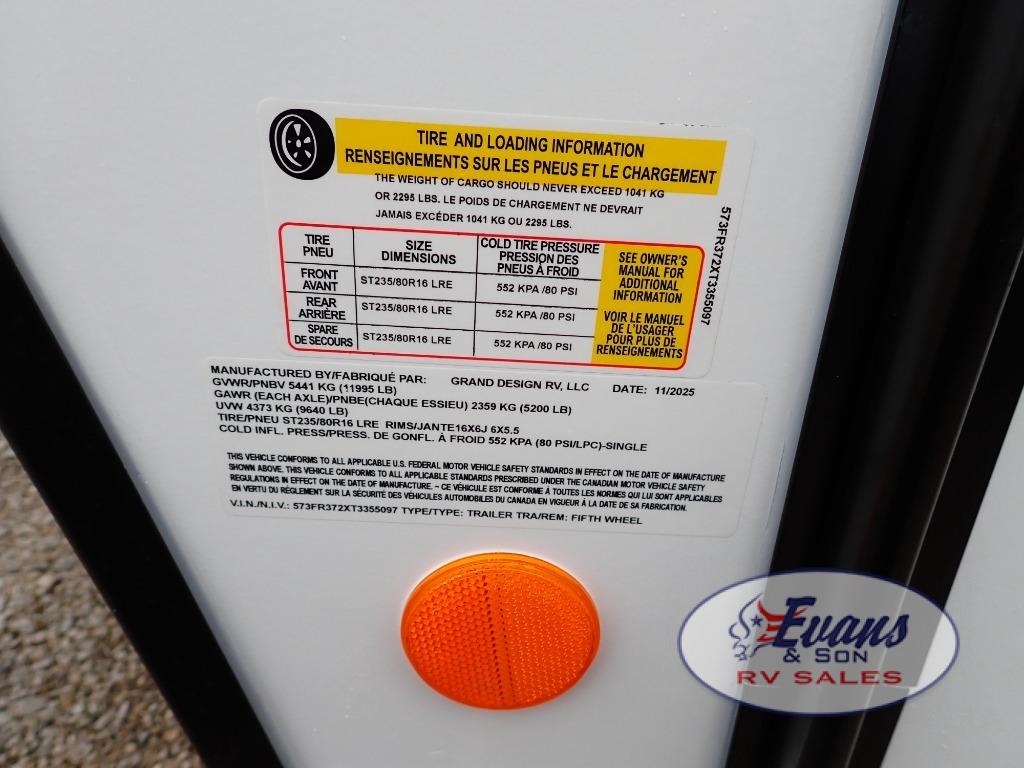 TIRE AND LOADING INFORMATION
RENSEIGNEMENTS SUR LES PNEUS ET LE CHARGEMENT
THE WEIGHT OF CARGO SHOULD NEVER EXCEED 1041 KG
OR 2295 LBS. LE POIDS DE CHARGEMENT NE DEVRAIT
JAMAIS EXCÉDER 1041 KG OU 2295 LBS.
TIRE
PNEU
SIZE
DIMENSIONS
COLD TIRE PRESSURE
PRESSION DES
PNEUS À FROID
FRONT
AVANT
ST235/80R16 LRE
552 KPA /80 PSI
REAR
ARRIÈRE
ST235/80R16 LRE
552 KPA /80 PSI
SPARE
DE SECOURS
ST235/80R16 LRE
552 KPA /80 PSI
SEE OWNER'S
MANUAL FOR
ADDITIONAL
INFORMATION
VOIR LE MANUEL
DE L'USAGER
POUR PLUS DE
RENSEIGNEMENTS
573FR372XT3355097
MANUFACTURED BY/FABRIQUÉ PAR: GRAND DESIGN RV, LLC DATE: 11/2025
GVWR/PNBV 5441 KG (11995 LB)
GAWR (EACH AXLE)/PNBE(CHAQUE ESSIEU) 2359 KG (5200 LB)
UVW 4373 KG (9640 LB)
TIRE/PNEU ST235/80R16 LRE RIMS/JANTE16X6J 6X5.5
COLD INFL. PRESS/PRESS. DE GONFL. À FROID 552 KPA (80 PSI/LPC)-SINGLE
THIS VEHICLE CONFORMS TO ALL APPLICABLE U.S. FEDERAL MOTOR VEHICLE SAFETY STANDARDS IN EFFECT ON THE DATE OF MANUFACTURE
SHOWN ABOVE. THIS VEHICLE CONFORMS TO ALL APPLICABLE STANDARDS PRESCRIBED UNDER THE CANADIAN MOTOR VEHICLE SAFETY
REGULATIONS IN EFFECT ON THE DATE OF MANUFACTURE. – CE VÉHICULE EST CONFORME À TOUTES LES NORMES QUI LUI SONT APPLICABLES
EN VERTU DU RÉGLEMENT SUR LA SÉCURITÉ DES VÉHICULES AUTOMOBILES DU CANADA EN VIGUEUR À LA DATE DE SA FABRICATION.
V.I.N./N.I.V.: 573FR372XT3355097 TYPE/TYPE: TRAILER TRA/REM: FIFTH WHEEL
Evans
& SON
RV SALES